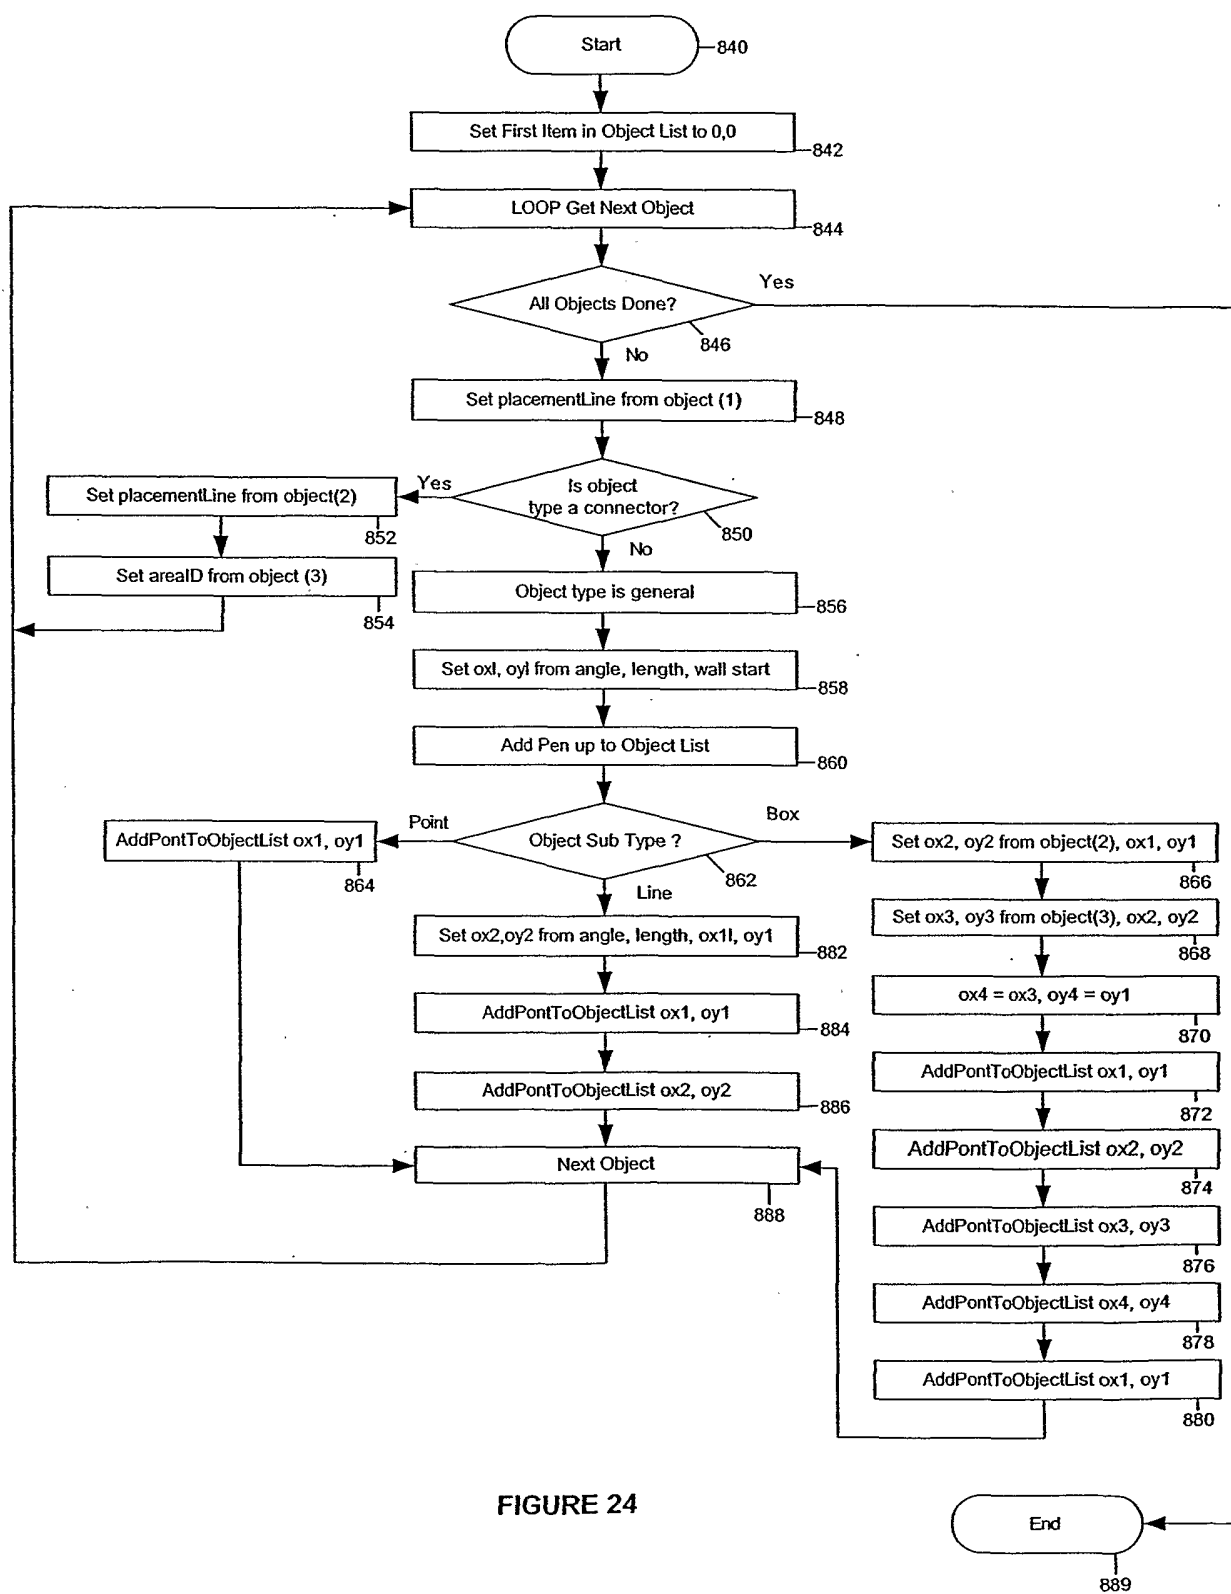 Start
840
Set First Item in Object List to 0,0
842
LOOP Get Next Object
844
All Objects Done?
Yes
846
No
Set placementLine from object (1)
848
Is object
type a connector?
Yes
850
No
Set placementLine from object(2)
852
Set areaID from object (3)
854
Object type is general
856
Set oxl, oyl from angle, length, wall start
858
Add Pen up to Object List
860
Object Sub Type ?
Point
Box
862
Line
AddPontToObjectList ox1, oy1
864
Set ox2, oy2 from object(2), ox1, oy1
866
Set ox3, oy3 from object(3), ox2, oy2
868
ox4 = ox3, oy4 = oy1
870
AddPontToObjectList ox1, oy1
872
AddPontToObjectList ox2, oy2
874
AddPontToObjectList ox3, oy3
876
AddPontToObjectList ox4, oy4
878
AddPontToObjectList ox1, oy1
880
Set ox2,oy2 from angle, length, ox1l, oy1
882
AddPontToObjectList ox1, oy1
884
AddPontToObjectList ox2, oy2
886
Next Object
888
FIGURE 24
End
889